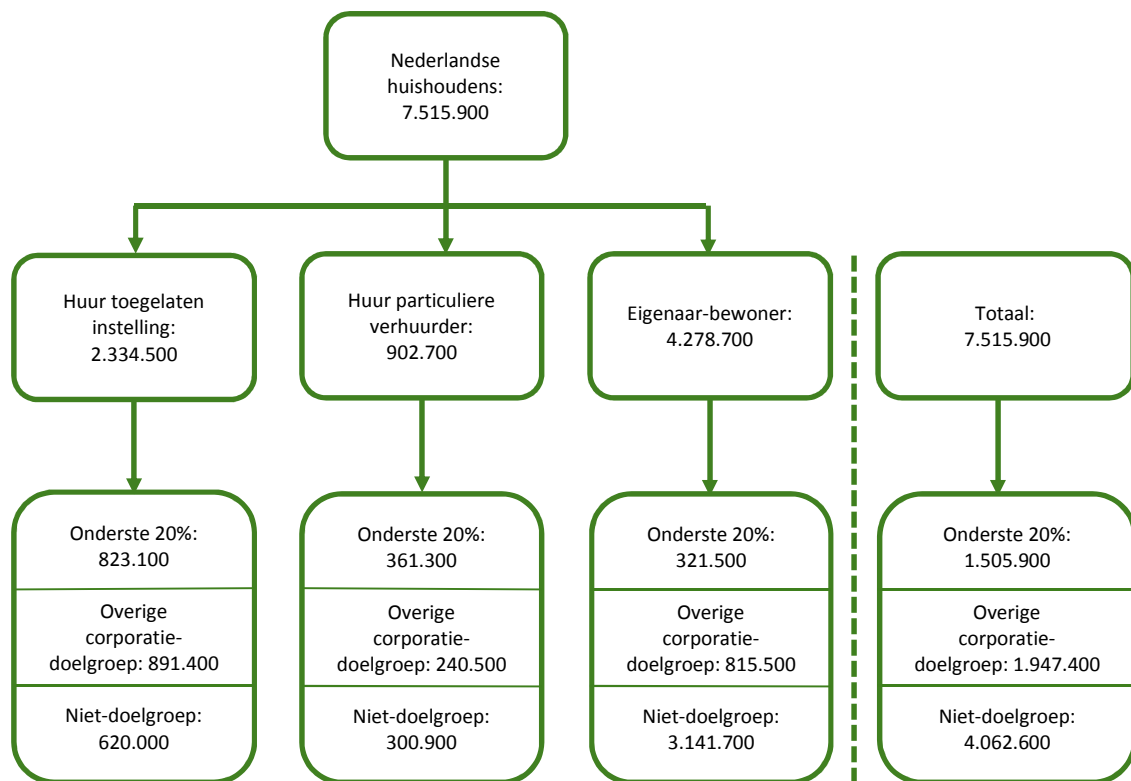 Nederlandse
huishoudens:
7.515.900
Huur toegelaten
instelling:
2.334.500
Huur particuliere
verhuurder:
902.700
Eigenaar-bewoner:
4.278.700
Totaal:
7.515.900
Onderste 20%:
823.100
Overige
corporatie-
doelgroep: 891.400
Niet-doelgroep:
620.000
Onderste 20%:
361.300
Overige
corporatie-
doelgroep: 240.500
Niet-doelgroep:
300.900
Onderste 20%:
321.500
Overige
corporatie-
doelgroep: 815.500
Niet-doelgroep:
3.141.700
Onderste 20%:
1.505.900
Overige
corporatie-
doelgroep: 1.947.400
Niet-doelgroep:
4.062.600